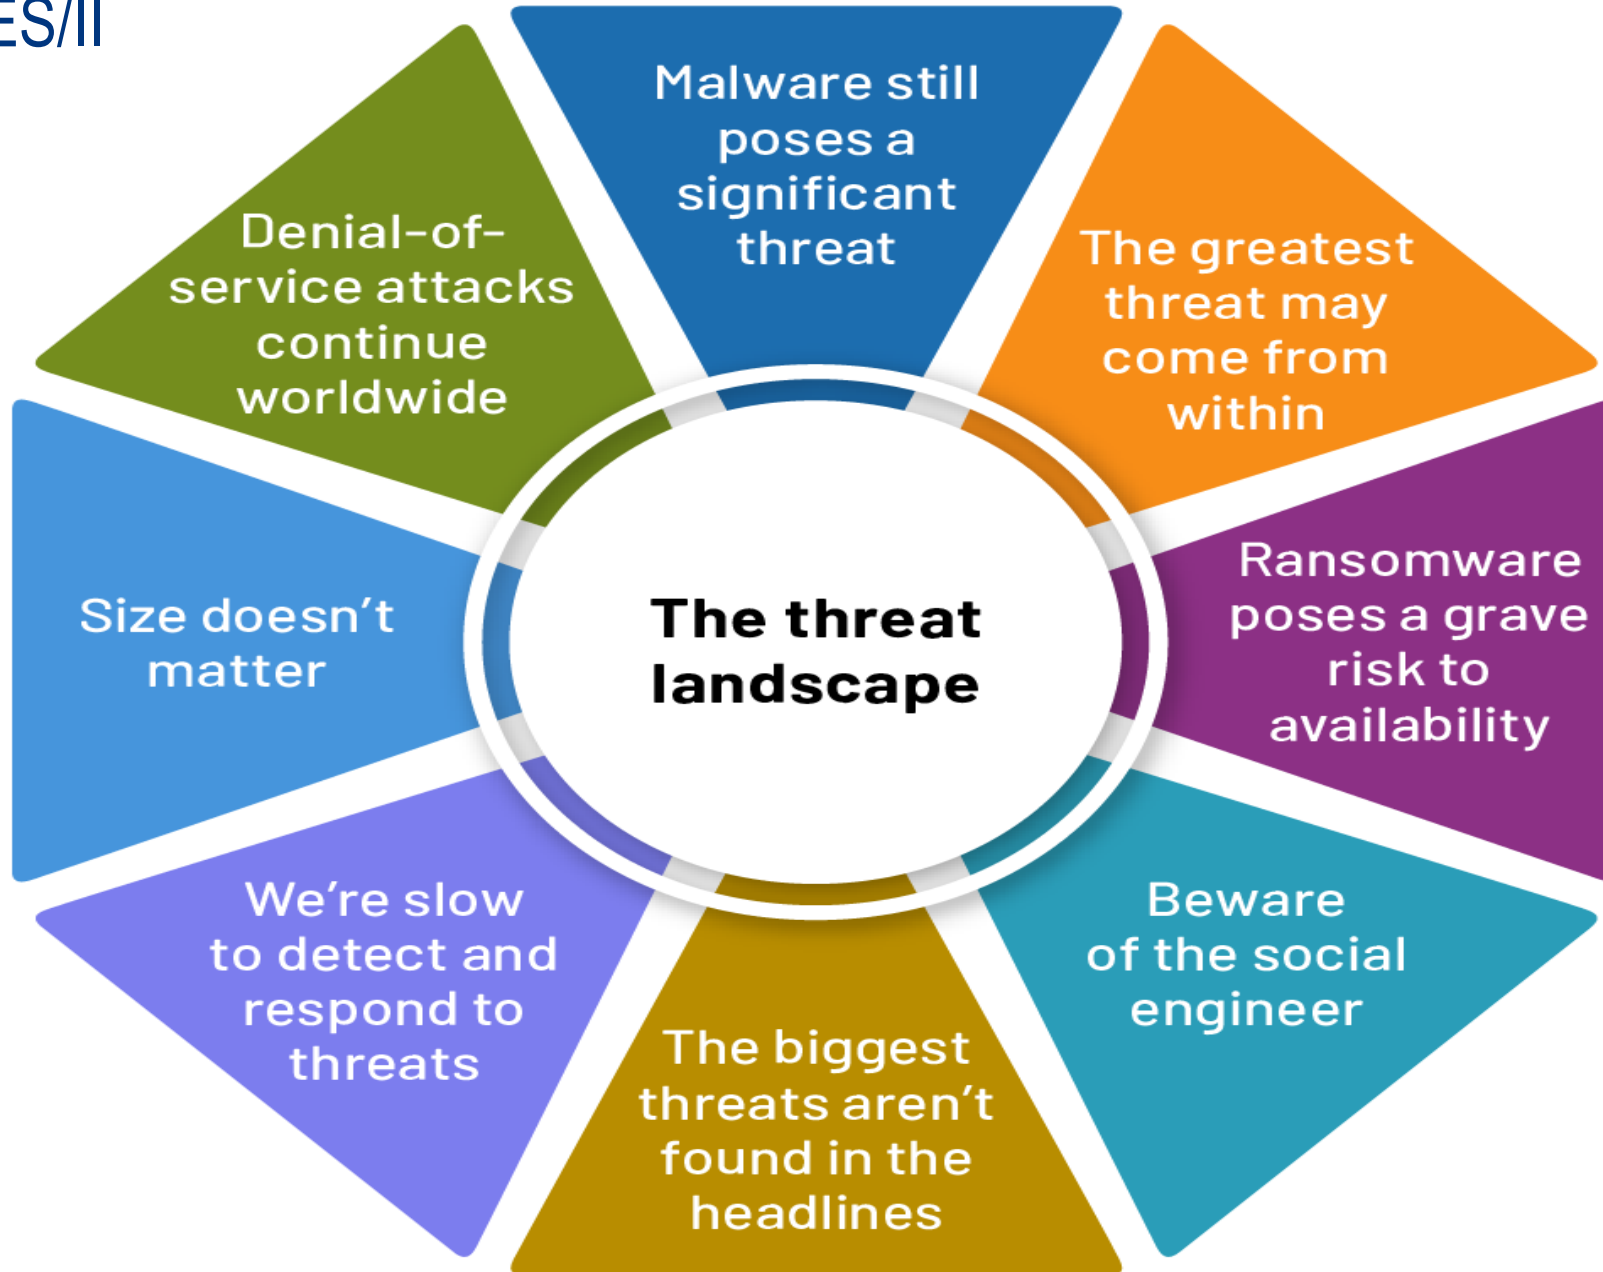 ES/II
Malware still
poses a
significant
threat
The greatest
threat may
come from
within
Ransomware
poses a grave
risk to
availability
Beware
of the social
engineer
The biggest
threats aren't
found in the
headlines
We're slow
to detect and
respond to
threats
Size doesn't
matter
Denial-of-
service attacks
continue
worldwide
The threat
landscape